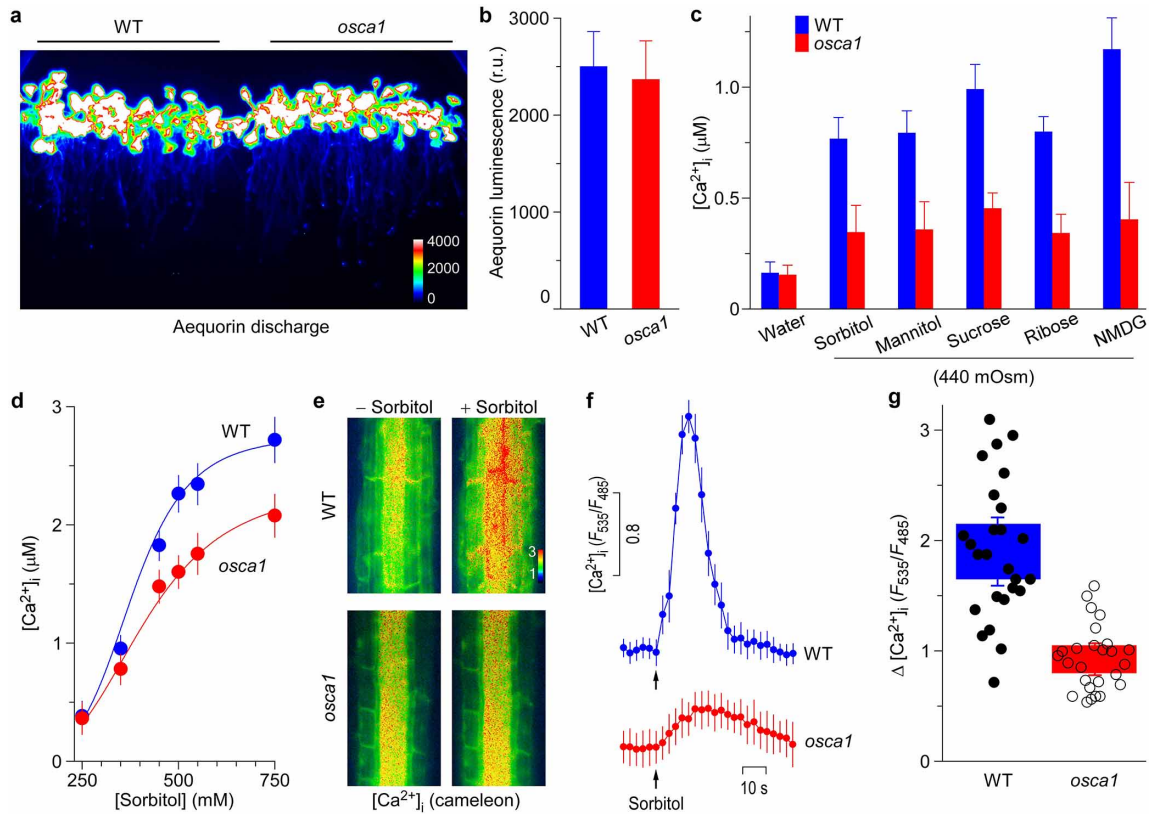 a
WT
osca1
4000
2000
0
Aequorin discharge
b
Aequorin luminescence (r.u.)
3000
2000
1000
0
WT
osca1
c
WT
osca1
[Ca2+]i (μM)
1.0
0.5
0
Water
Sorbitol
Mannitol
Sucrose
Ribose
NMDG
(440 mOsm)
d
[Ca2+]i (μM)
3
2
1
0
WT
osca1
250
500
750
[Sorbitol] (mM)
e
− Sorbitol
+ Sorbitol
WT
3
1
osca1
[Ca2+]i (cameleon)
f
[Ca2+]i (F535/F485)
0.8
WT
osca1
Sorbitol
10 s
g
Δ [Ca2+]i (F535/F485)
3
2
1
0
WT
osca1